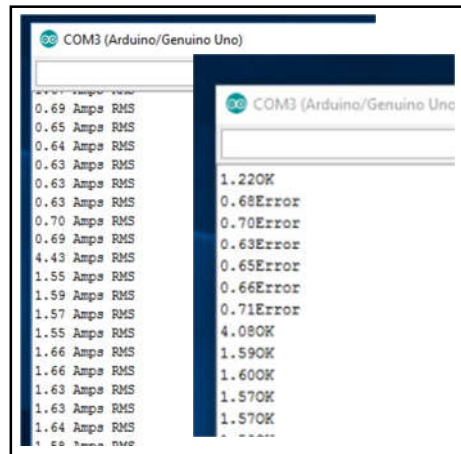 COM3 (Arduino/Genuino Uno)
0.69 Amps RMS
0.65 Amps RMS
0.64 Amps RMS
0.63 Amps RMS
0.63 Amps RMS
0.63 Amps RMS
0.70 Amps RMS
0.69 Amps RMS
4.43 Amps RMS
1.55 Amps RMS
1.59 Amps RMS
1.57 Amps RMS
1.55 Amps RMS
1.66 Amps RMS
1.66 Amps RMS
1.63 Amps RMS
1.63 Amps RMS
1.64 Amps RMS
1.58 Amps RMS
COM3 (Arduino/Genuino Uno
1.22OK
0.68Error
0.70Error
0.63Error
0.65Error
0.66Error
0.71Error
4.08OK
1.59OK
1.60OK
1.57OK
1.57OK